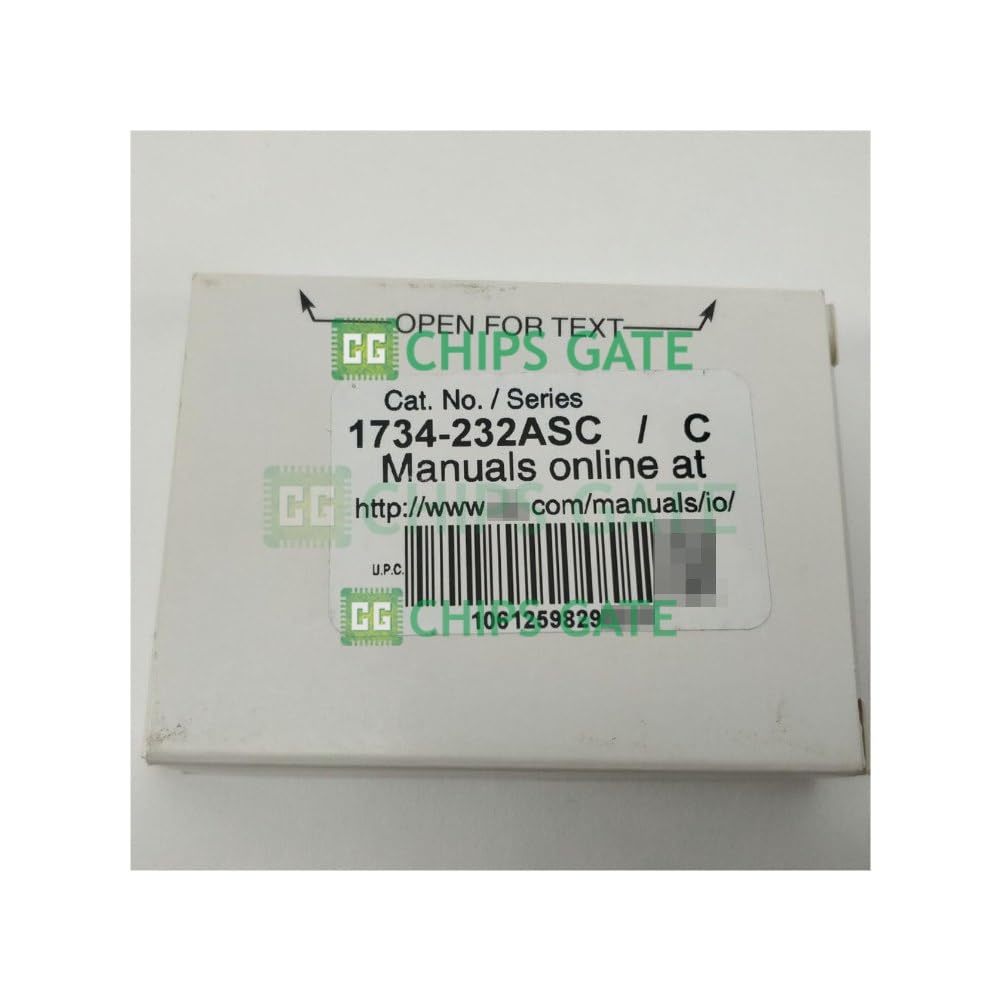 OPEN FOR TEXT
CG CHIPS GATE
Cat. No. / Series
1734-232ASC / C
Manuals online at
CG CHIPS GATE
http://www com/manuals/io/
U.P.C.
1061259829
CG CHIPS GATE